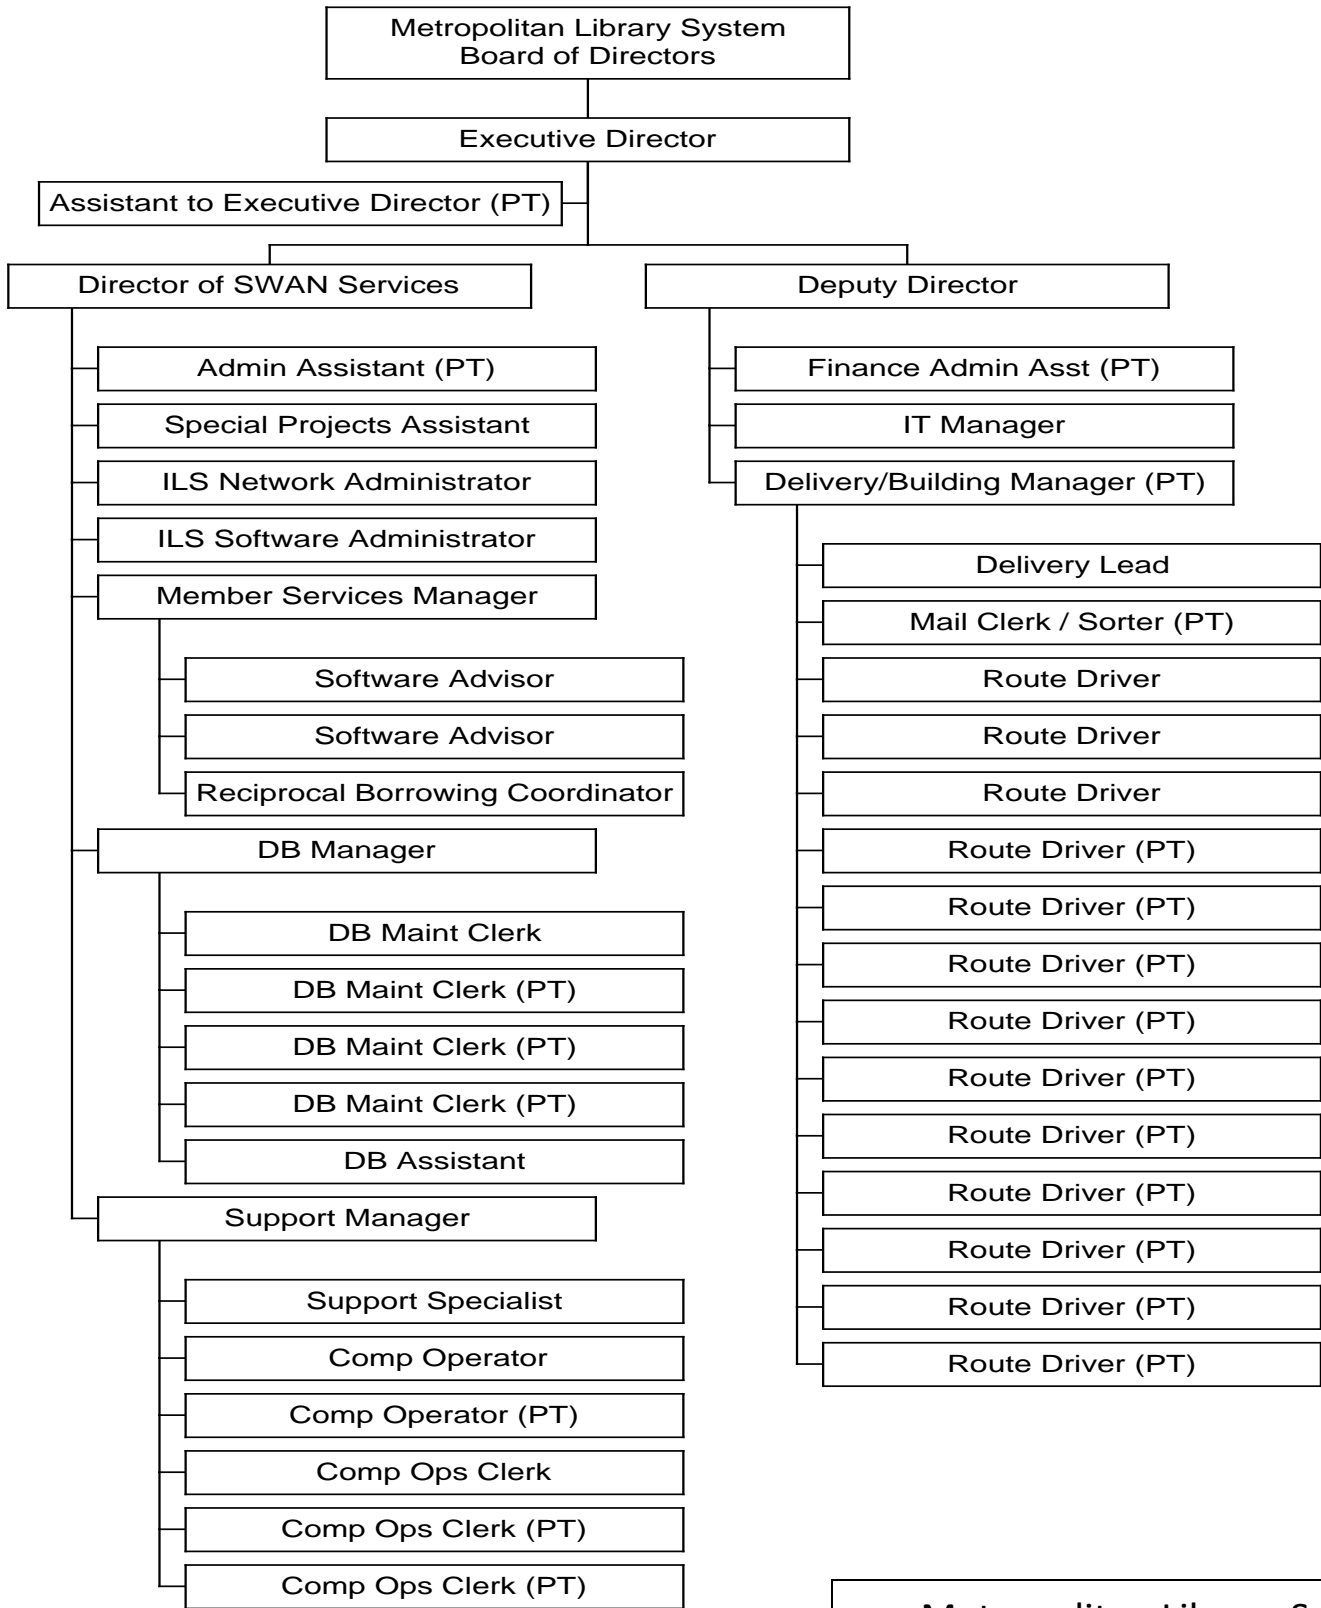 Metropolitan Library System
Board of Directors
Executive Director
Assistant to Executive Director (PT)
Director of SWAN Services
Admin Assistant (PT)
Special Projects Assistant
ILS Network Administrator
ILS Software Administrator
Member Services Manager
Software Advisor
Software Advisor
Reciprocal Borrowing Coordinator
DB Manager
DB Maint Clerk
DB Maint Clerk (PT)
DB Maint Clerk (PT)
DB Maint Clerk (PT)
DB Assistant
Support Manager
Support Specialist
Comp Operator
Comp Operator (PT)
Comp Ops Clerk
Comp Ops Clerk (PT)
Comp Ops Clerk (PT)
Deputy Director
Finance Admin Asst (PT)
IT Manager
Delivery/Building Manager (PT)
Delivery Lead
Mail Clerk / Sorter (PT)
Route Driver
Route Driver
Route Driver
Route Driver (PT)
Route Driver (PT)
Route Driver (PT)
Route Driver (PT)
Route Driver (PT)
Route Driver (PT)
Route Driver (PT)
Route Driver (PT)
Route Driver (PT)
Route Driver (PT)